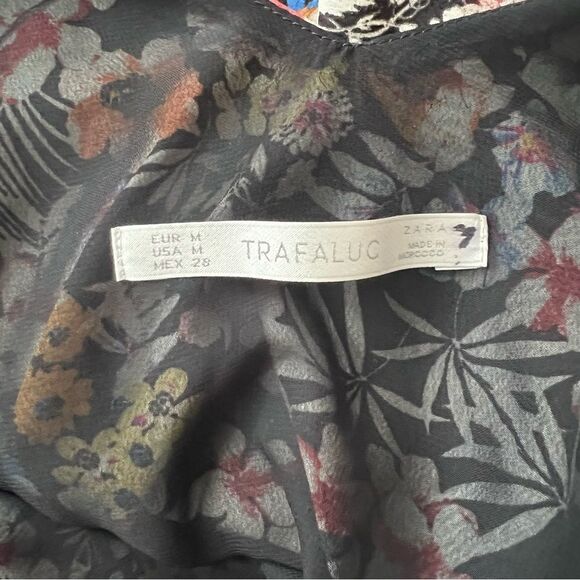 EUR M
USA M
MEX 28
TRAFALUC
ZARA
MADE IN
MOROCCO